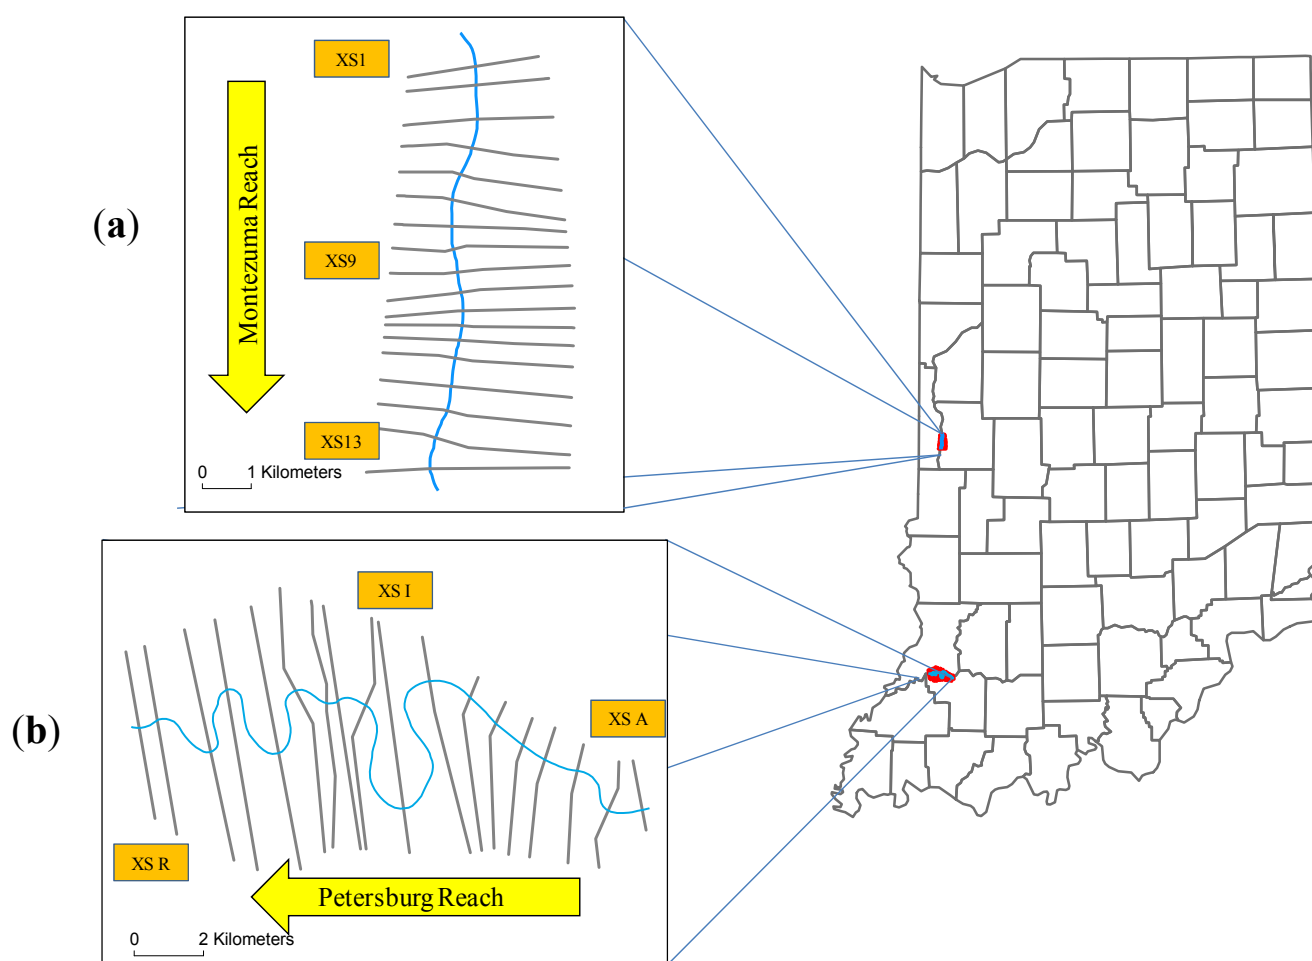 (a)
XS1
Montezuma Reach
XS9
XS13
0 1 Kilometers
(b)
XS I
XS A
XS R
Petersburg Reach
0 2 Kilometers